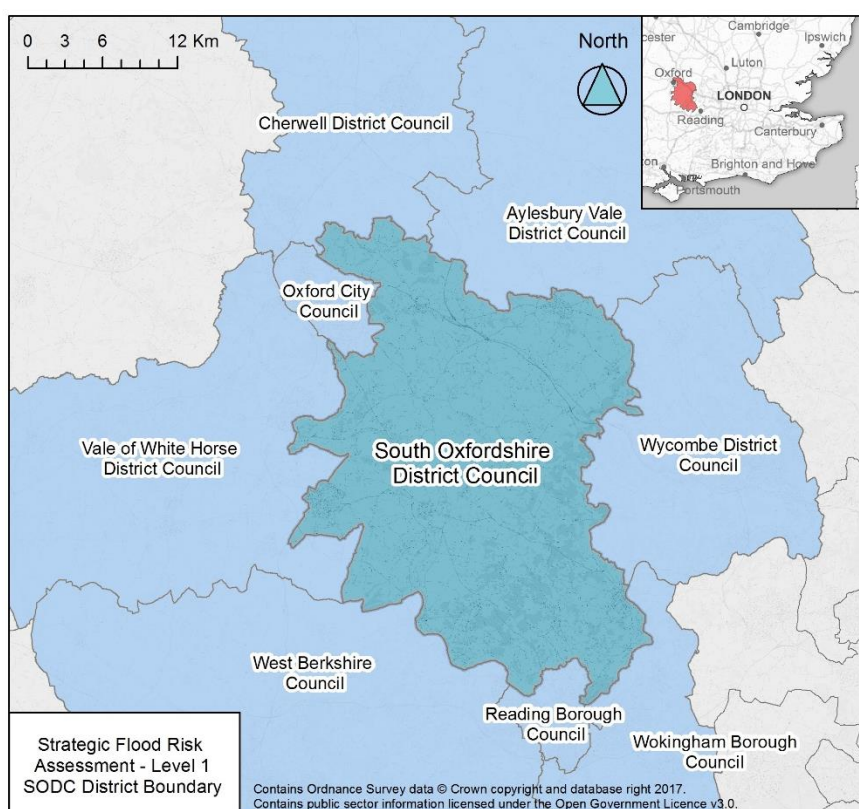 0 3 6 12 Km
North
cester
Cambridge
Ipswich
Luton
Oxford
LONDON
Reading
Canterbury
ton
Brighton and Hove
Portsmouth
Cherwell District Council
Aylesbury Vale
District Council
Oxford City
Council
Vale of White Horse
District Council
South Oxfordshire
District Council
Wycombe District
Council
West Berkshire
Council
Reading Borough
Council
Wokingham Borough
Council
Strategic Flood Risk
Assessment - Level 1
SODC District Boundary
Contains Ordnance Survey data © Crown copyright and database right 2017.
Contains public sector information licensed under the Open Government Licence v3.0.